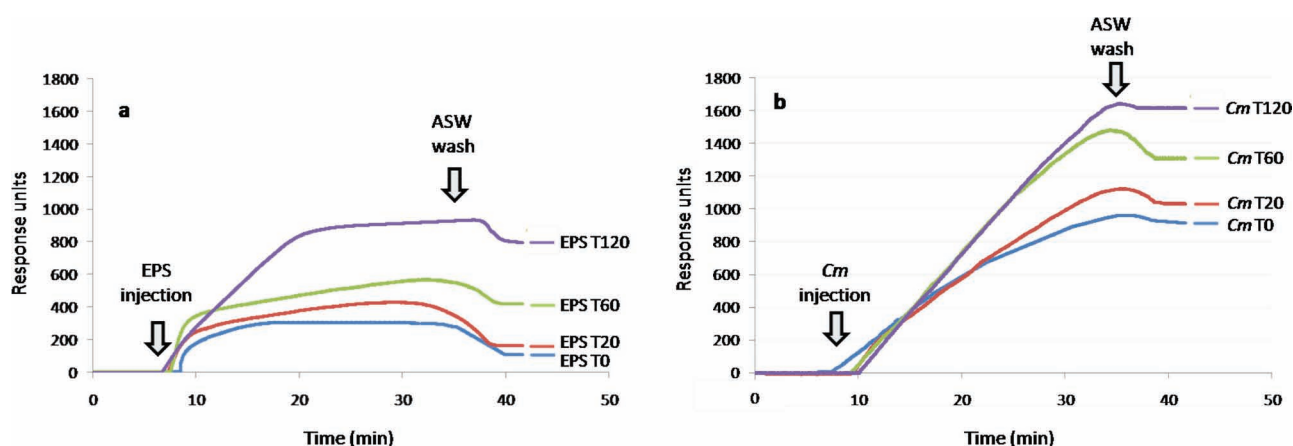 a
EPS
injection
ASW
wash
EPS T120
EPS T60
EPS T20
EPS T0
Response units
1800
1600
1400
1200
1000
800
600
400
200
0
0 10 20 30 40 50
Time (min)
b
Cm
injection
ASW
wash
Cm T120
Cm T60
Cm T20
Cm T0
Response units
1800
1600
1400
1200
1000
800
600
400
200
0
0 10 20 30 40 50
Time (min)